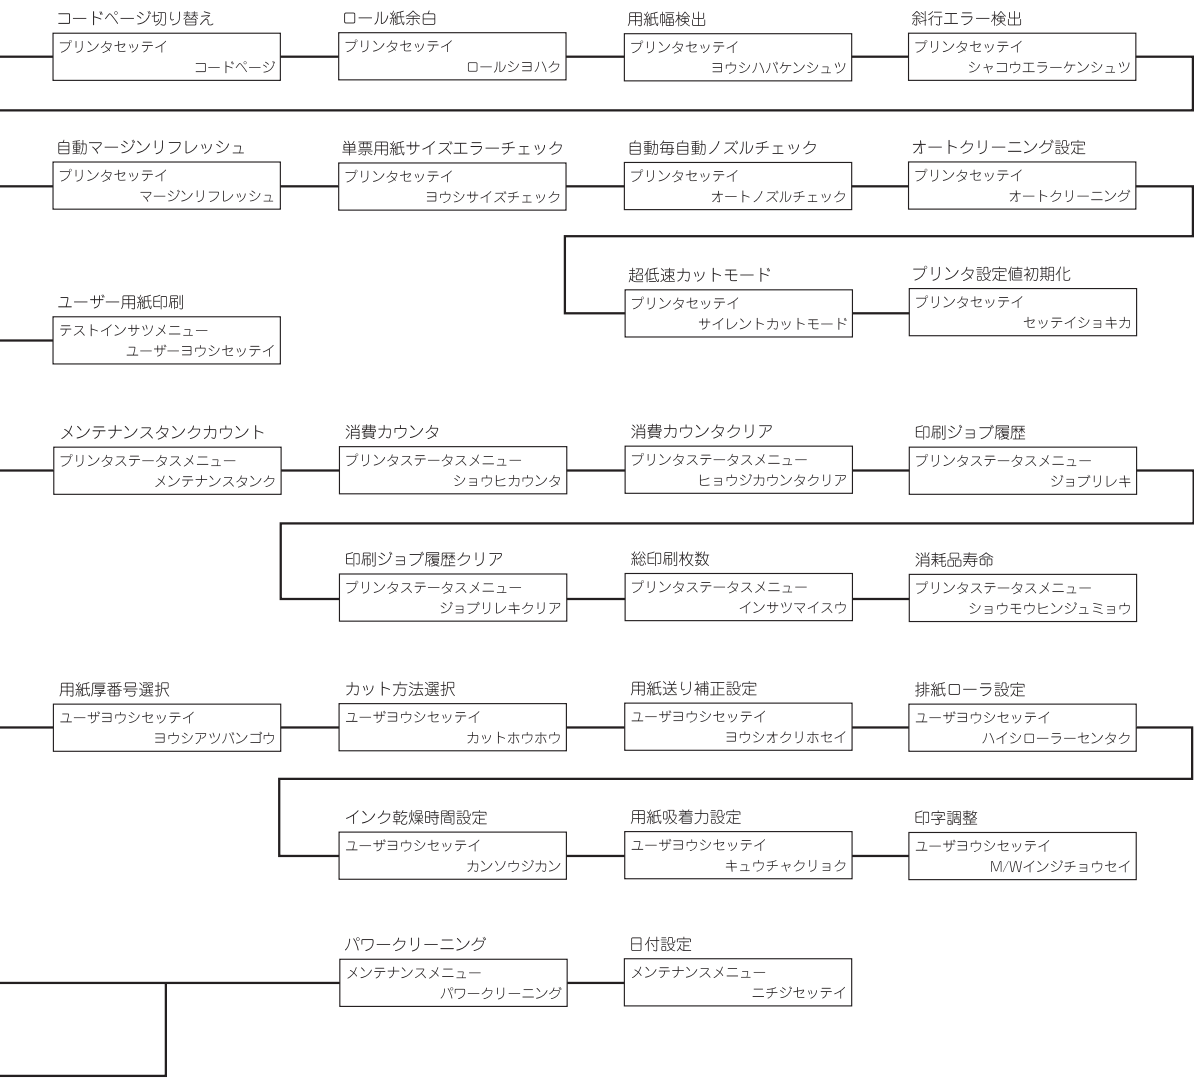 コードページ切り替え
プリンタセッテイ
コードページ
ロール紙余白
プリンタセッテイ
ロールシヨハク
用紙幅検出
プリンタセッテイ
ヨウシハバケンシュツ
斜行エラー検出
プリンタセッテイ
シャコウエラーケンシュツ
自動マージンリフレッシュ
プリンタセッテイ
マージンリフレッシュ
単票用紙サイズエラーチェック
プリンタセッテイ
ヨウシサイズチェック
自動毎自動ノズルチェック
プリンタセッテイ
オートノズルチェック
オートクリーニング設定
プリンタセッテイ
オートクリーニング
超低速カットモード
プリンタセッテイ
サイレントカットモード
プリンタ設定値初期化
プリンタセッテイ
セッテイショキカ
ユーザー用紙印刷
テストインサツメニュー
ユーザーヨウシセッテイ
メンテナンスタンクカウント
プリンタステータスメニュー
メンテナンスタンク
消費カウンタ
プリンタステータスメニュー
ショウヒカウンタ
消費カウンタクリア
プリンタステータスメニュー
ヒョウジカウンタクリア
印刷ジョブ履歴
プリンタステータスメニュー
ジョブリレキ
印刷ジョブ履歴クリア
プリンタステータスメニュー
ジョブリレキクリア
総印刷枚数
プリンタステータスメニュー
インサツマイスウ
消耗品寿命
プリンタステータスメニュー
ショウモウヒンジュミョウ
用紙厚番号選択
ユーザヨウシセッテイ
ヨウシアツバンゴウ
カット方法選択
ユーザヨウシセッテイ
カットホウホウ
用紙送り補正設定
ユーザヨウシセッテイ
ヨウシオクリホセイ
排紙ローラ設定
ユーザヨウシセッテイ
ハイシローラーセンタク
インク乾燥時間設定
ユーザヨウシセッテイ
カンソウジカン
用紙吸着力設定
ユーザヨウシセッテイ
キュウチャクリョク
印字調整
ユーザヨウシセッテイ
M/Wインジチョウセイ
パワークリーニング
メンテナンスメニュー
パワークリーニング
日付設定
メンテナンスメニュー
ニチジセッテイ